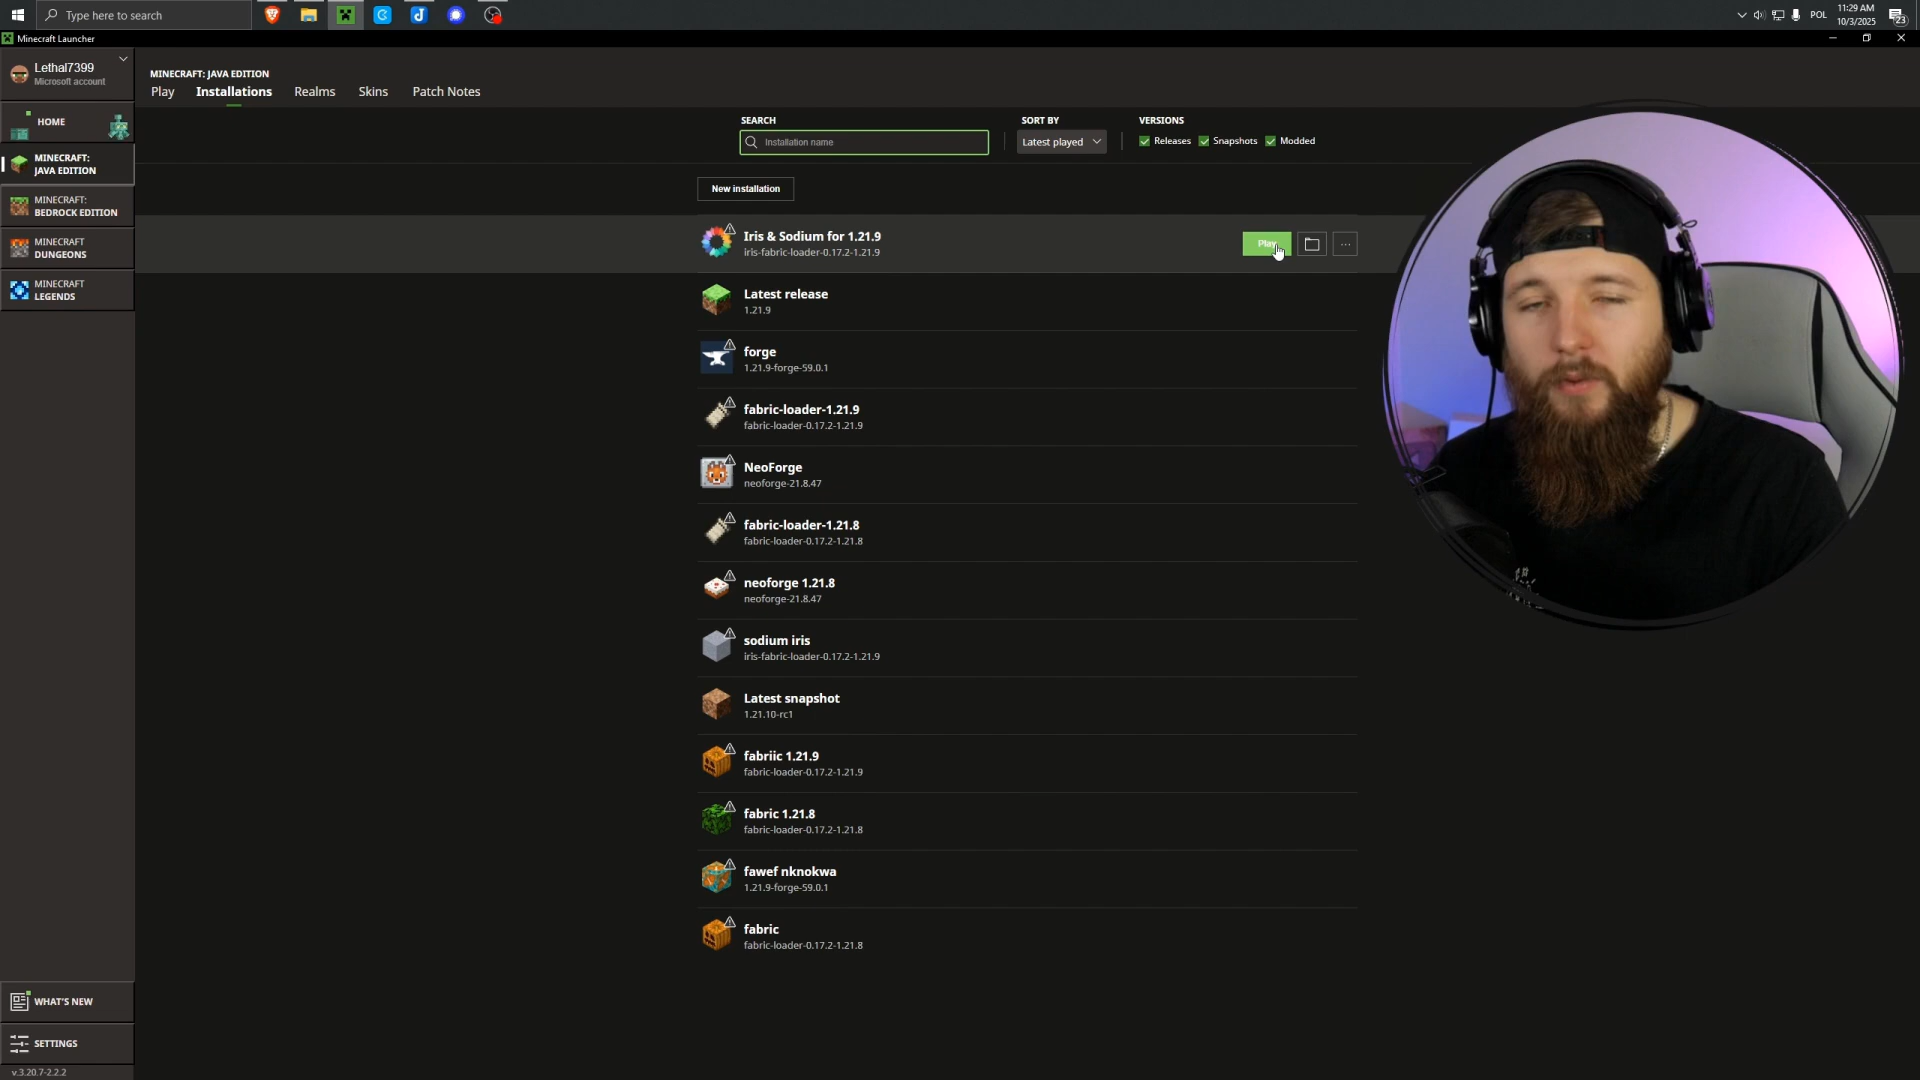 Type here to search
POL
11:29 AM
10/3/2025
23
Minecraft Launcher
Lethal7399
Microsoft account
HOME
MINECRAFT:
JAVA EDITION
MINECRAFT:
BEDROCK EDITION
MINECRAFT
DUNGEONS
MINECRAFT
LEGENDS
WHAT'S NEW
SETTINGS
v.3.20.7-2.2.2
MINECRAFT: JAVA EDITION
Play Installations Realms Skins Patch Notes
SEARCH SORT BY VERSIONS
Installation name Latest played Releases Snapshots Modded
New installation
Iris & Sodium for 1.21.9
iris-fabric-loader-0.17.2-1.21.9
Play
...
Latest release
1.21.9
forge
1.21.9-forge-59.0.1
fabric-loader-1.21.9
fabric-loader-0.17.2-1.21.9
NeoForge
neoforge-21.8.47
fabric-loader-1.21.8
fabric-loader-0.17.2-1.21.8
neoforge 1.21.8
neoforge-21.8.47
sodium iris
iris-fabric-loader-0.17.2-1.21.9
Latest snapshot
1.21.10-rc1
fabriic 1.21.9
fabric-loader-0.17.2-1.21.9
fabric 1.21.8
fabric-loader-0.17.2-1.21.8
fawef nknokwa
1.21.9-forge-59.0.1
fabric
fabric-loader-0.17.2-1.21.8